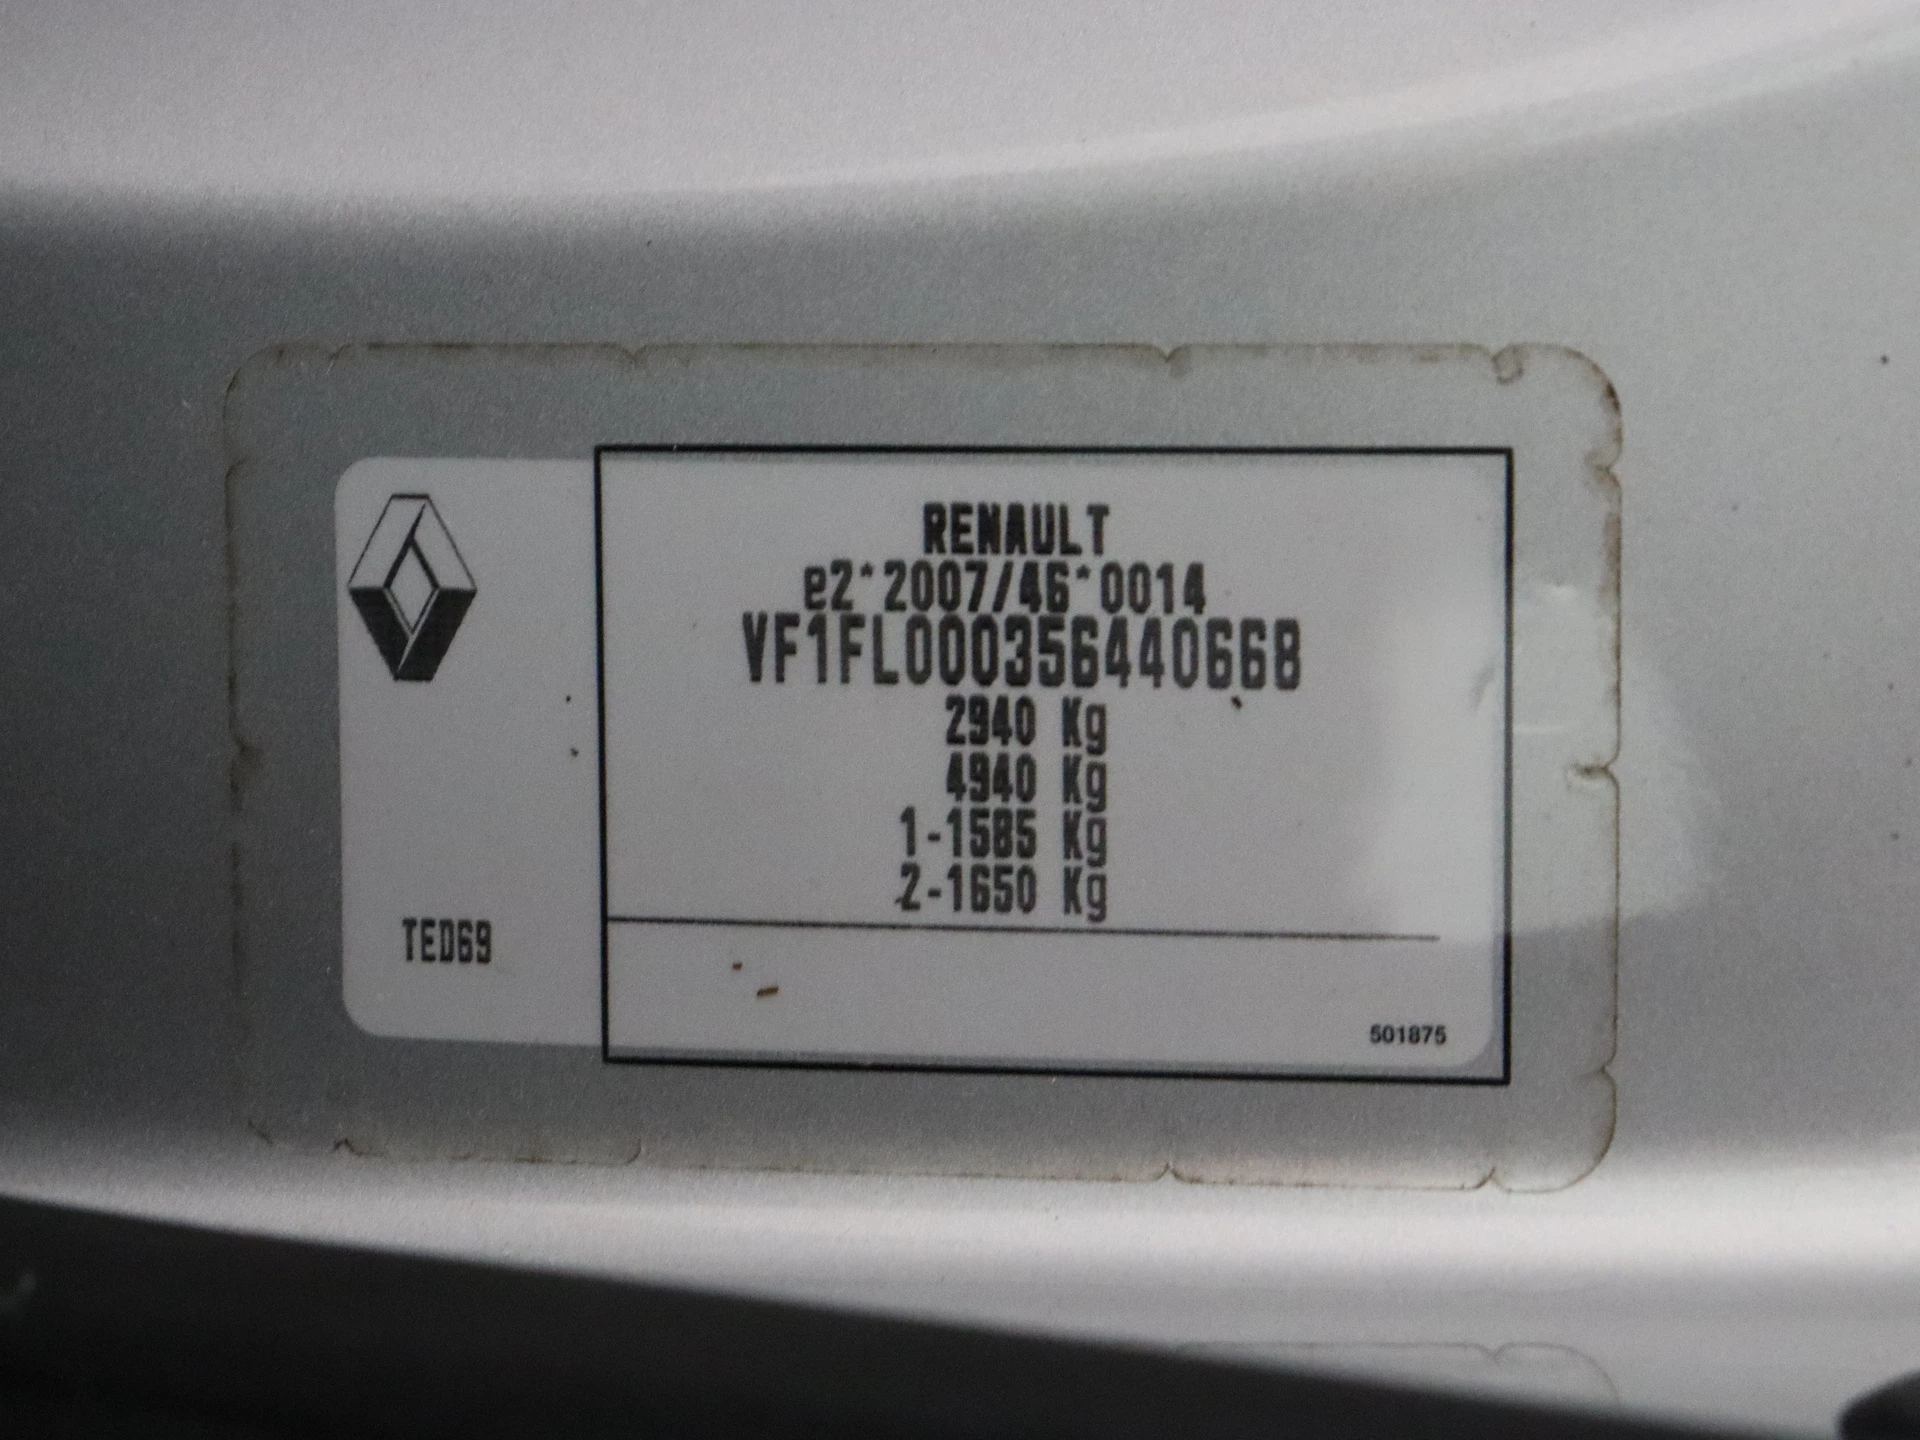 RENAULT
e2*2007/46*0014
VF1FL000356440668
2940 Kg
4940 Kg
1-1585 Kg
2-1650 Kg
TED69
501875